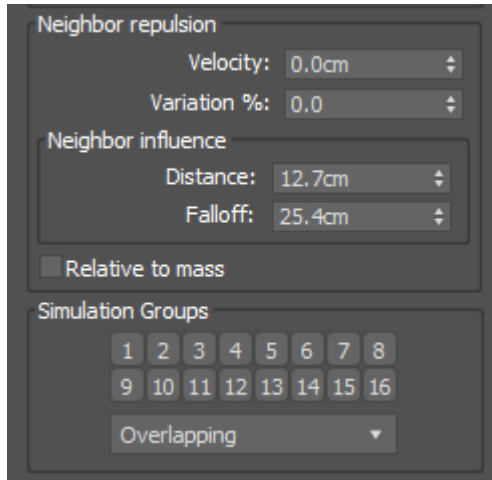 Neighbor repulsion
Velocity: 0.0cm
Variation %: 0.0
Neighbor influence
Distance: 12.7cm
Falloff: 25.4cm
Relative to mass
Simulation Groups
1 2 3 4 5 6 7 8
9 10 11 12 13 14 15 16
Overlapping